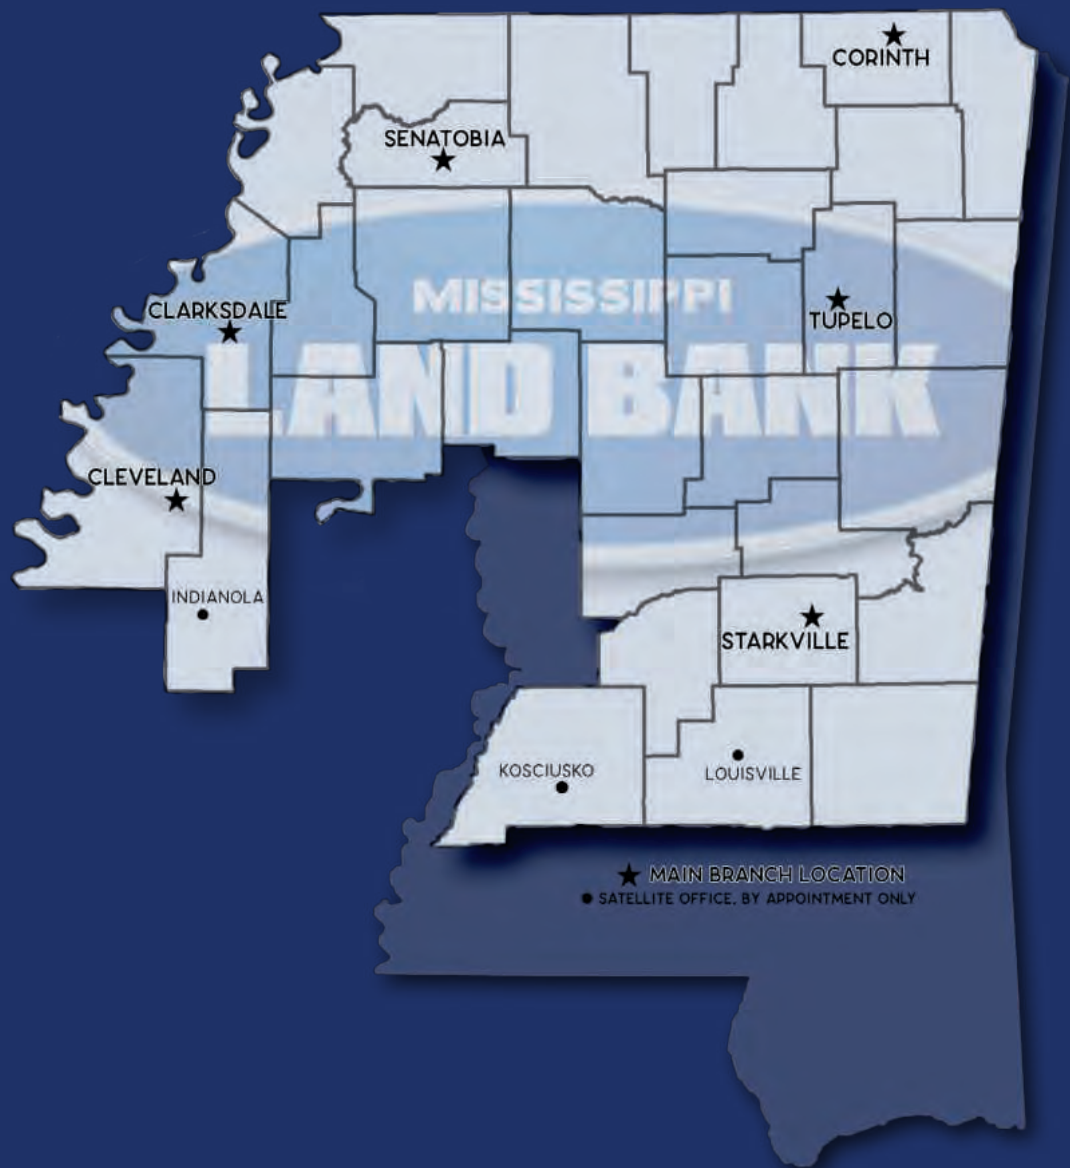 CORINTH
SENATOBIA
MISSISSIPPI
CLARKSDALE
TUPELO
LAND BANK
CLEVELAND
INDIANOLA
STARKVILLE
KOSCIUSKO
LOUISVILLE
MAIN BRANCH LOCATION
SATELLITE OFFICE, BY APPOINTMENT ONLY